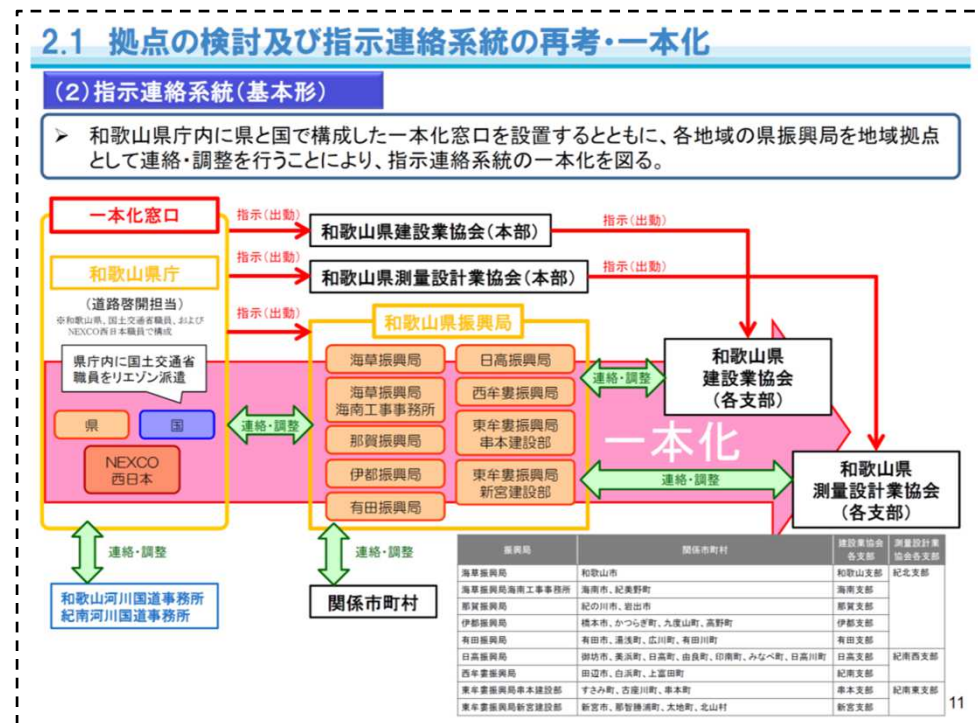 2.1 拠点の検討及び指示連絡系統の再考・一本化
(2)指示連絡系統(基本形)
➢ 和歌山県庁内に県と国で構成した一本化窓口を設置するとともに、各地域の県振興局を地域拠点
として連絡・調整を行うことにより、指示連絡系統の一本化を図る。
一本化窓口
指示(出動)
和歌山県建設業協会(本部)
指示(出動)
和歌山県庁
指示(出動)
和歌山県測量設計業協会(本部)
指示(出動)
(道路啓開担当)
※和歌山県、国土交通省職員、および
NEXCO西日本職員で構成
指示(出動)
和歌山県振興局
県庁内に国土交通省
職員をリエゾン派遣
県
国
NEXCO
西日本
連絡・調整
海草振興局
海草振興局
海南工事事務所
那賀振興局
伊都振興局
有田振興局
日高振興局
西牟婁振興局
東牟婁振興局
串本建設部
東牟婁振興局
新宮建設部
連絡・調整
和歌山県
建設業協会
(各支部)
一本化
連絡・調整
和歌山県
測量設計業協会
(各支部)
連絡・調整
和歌山河川国道事務所
紀南河川国道事務所
連絡・調整
関係市町村
振興局 関係市町村 建設業協会各支部 測量設計業協会各支部
海草振興局 和歌山市 和歌山支部 紀北支部
海草振興局海南工事事務所 海南市、紀美野町 海南支部
那賀振興局 紀の川市、岩出市 那賀支部
伊都振興局 橋本市、かつらぎ町、九度山町、高野町 伊都支部
有田振興局 有田市、湯浅町、広川町、有田川町 有田支部
日高振興局 御坊市、美浜町、日高町、由良町、印南町、みなべ町、日高川町 日高支部 紀南西支部
西牟婁振興局 田辺市、白浜町、上富田町 紀南支部
東牟婁振興局串本建設部 すさみ町、古座川町、串本町 串本支部 紀南東支部
東牟婁振興局新宮建設部 新宮市、那智勝浦町、太地町、北山村 新宮支部
11